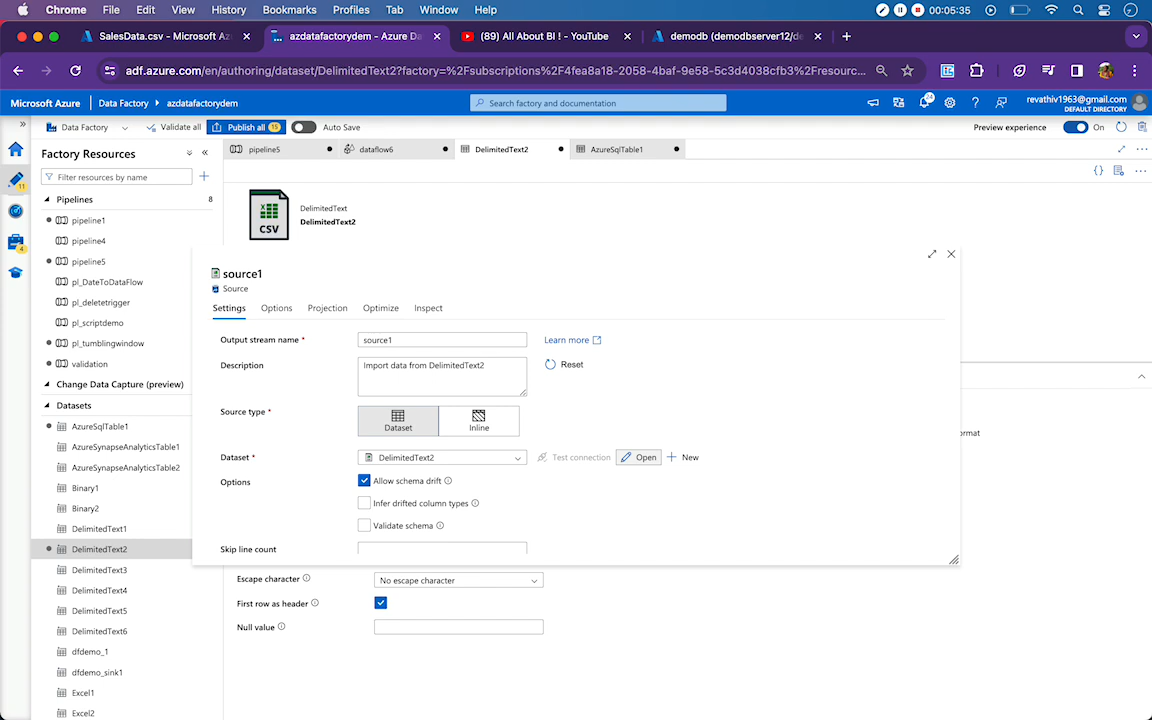 Chrome File Edit View History Bookmarks Profiles Tab Window Help 00:05:35
SalesData.csv - Microsoft Az
azdatafactorydem - Azure Da
(89) All About BI ! - YouTube
demodb (demodbserver12/de
adf.azure.com/en/authoring/dataset/DelimitedText2?factory=%2Fsubscriptions%2F4fea8a18-2058-4baf-9e58-5c3d4038cfb3%2Fresourc...
Microsoft Azure Data Factory azdatafactorydem
Search factory and documentation
24
revathiv1963@gmail.com
DEFAULT DIRECTORY
Data Factory Validate all Publish all 15 Auto Save Preview experience On
Factory Resources
Filter resources by name
11
4
Pipelines 8
pipeline1
pipeline4
pipeline5
pl_DateToDataFlow
pl_deletetrigger
pl_scriptdemo
pl_tumblingwindow
validation
Change Data Capture (preview)
Datasets
AzureSqlTable1
AzureSynapseAnalyticsTable1
AzureSynapseAnalyticsTable2
Binary1
Binary2
DelimitedText1
DelimitedText2
DelimitedText3
DelimitedText4
DelimitedText5
DelimitedText6
dfdemo_1
dfdemo_sink1
Excel1
Excel2
pipeline5 dataflow6 DelimitedText2 AzureSqlTable1
CSV
DelimitedText
DelimitedText2
source1
Source
Settings Options Projection Optimize Inspect
Output stream name * source1 Learn more
Description Import data from DelimitedText2 Reset
Source type * Dataset Inline
Dataset * DelimitedText2 Test connection Open New
Options Allow schema drift
Infer drifted column types
Validate schema
Skip line count
ormat
Escape character No escape character
First row as header
Null value